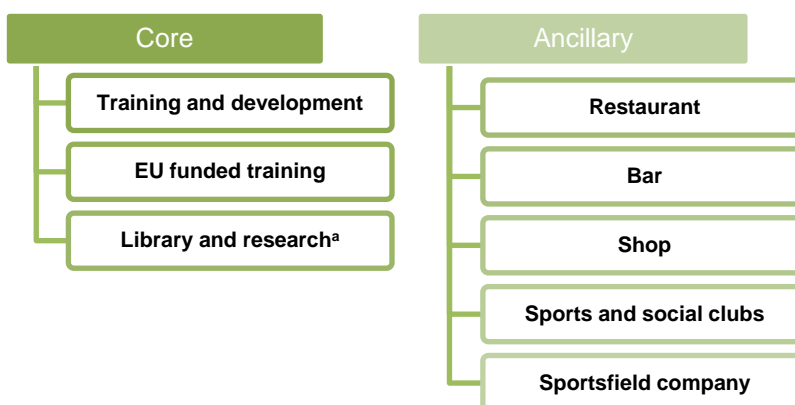 Core
Training and development
EU funded training
Library and researchᵃ
Ancillary
Restaurant
Bar
Shop
Sports and social clubs
Sportsfield company